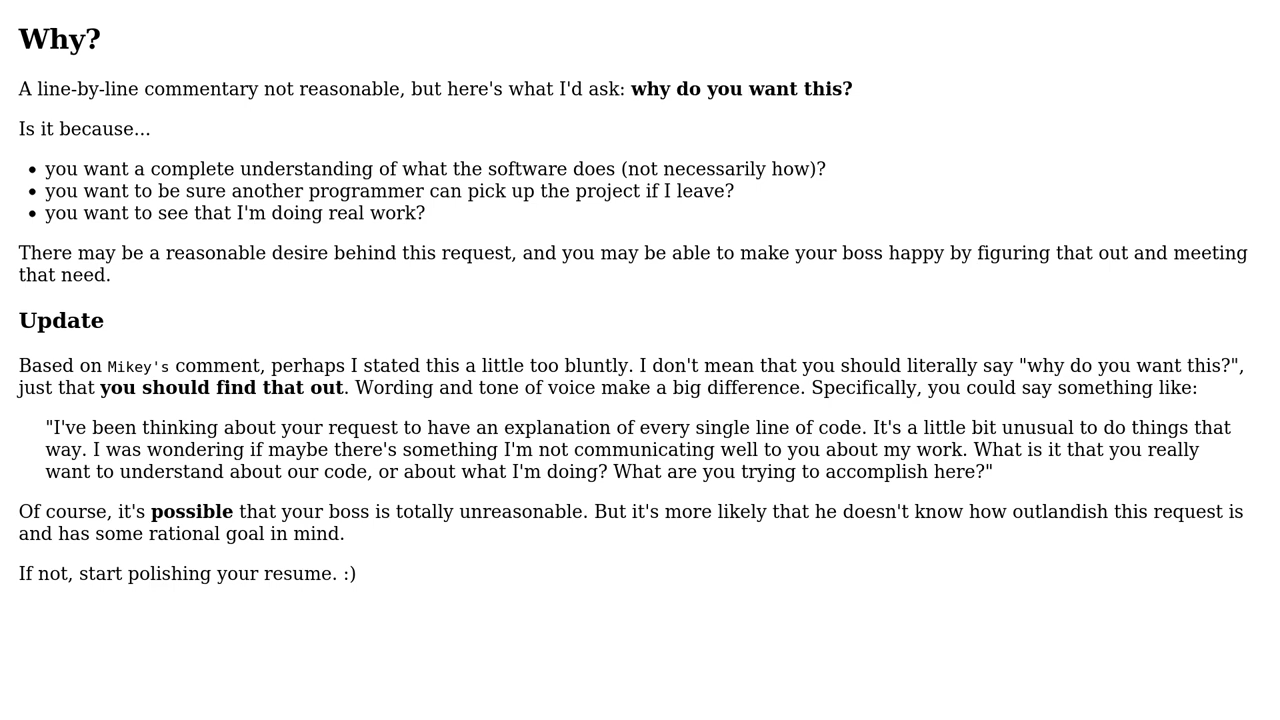 Why?
A line-by-line commentary not reasonable, but here's what I'd ask: why do you want this?
Is it because...
• you want a complete understanding of what the software does (not necessarily how)?
• you want to be sure another programmer can pick up the project if I leave?
• you want to see that I'm doing real work?
There may be a reasonable desire behind this request, and you may be able to make your boss happy by figuring that out and meeting
that need.
Update
Based on Mikey's comment, perhaps I stated this a little too bluntly. I don't mean that you should literally say "why do you want this?",
just that you should find that out. Wording and tone of voice make a big difference. Specifically, you could say something like:
"I've been thinking about your request to have an explanation of every single line of code. It's a little bit unusual to do things that
way. I was wondering if maybe there's something I'm not communicating well to you about my work. What is it that you really
want to understand about our code, or about what I'm doing? What are you trying to accomplish here?"
Of course, it's possible that your boss is totally unreasonable. But it's more likely that he doesn't know how outlandish this request is
and has some rational goal in mind.
If not, start polishing your resume. :)